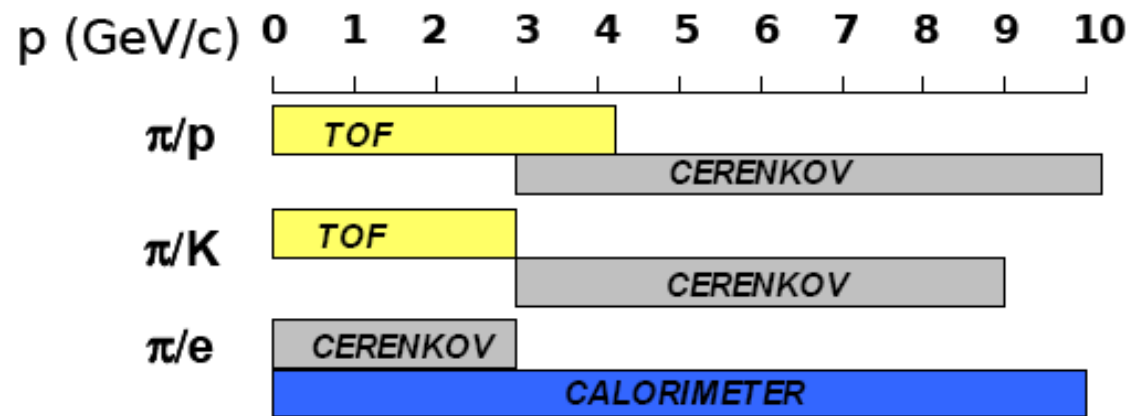 p (GeV/c) 0 1 2 3 4 5 6 7 8 9 10
π/p TOF
CERENKOV
π/K TOF
CERENKOV
π/e CERENKOV
CALORIMETER